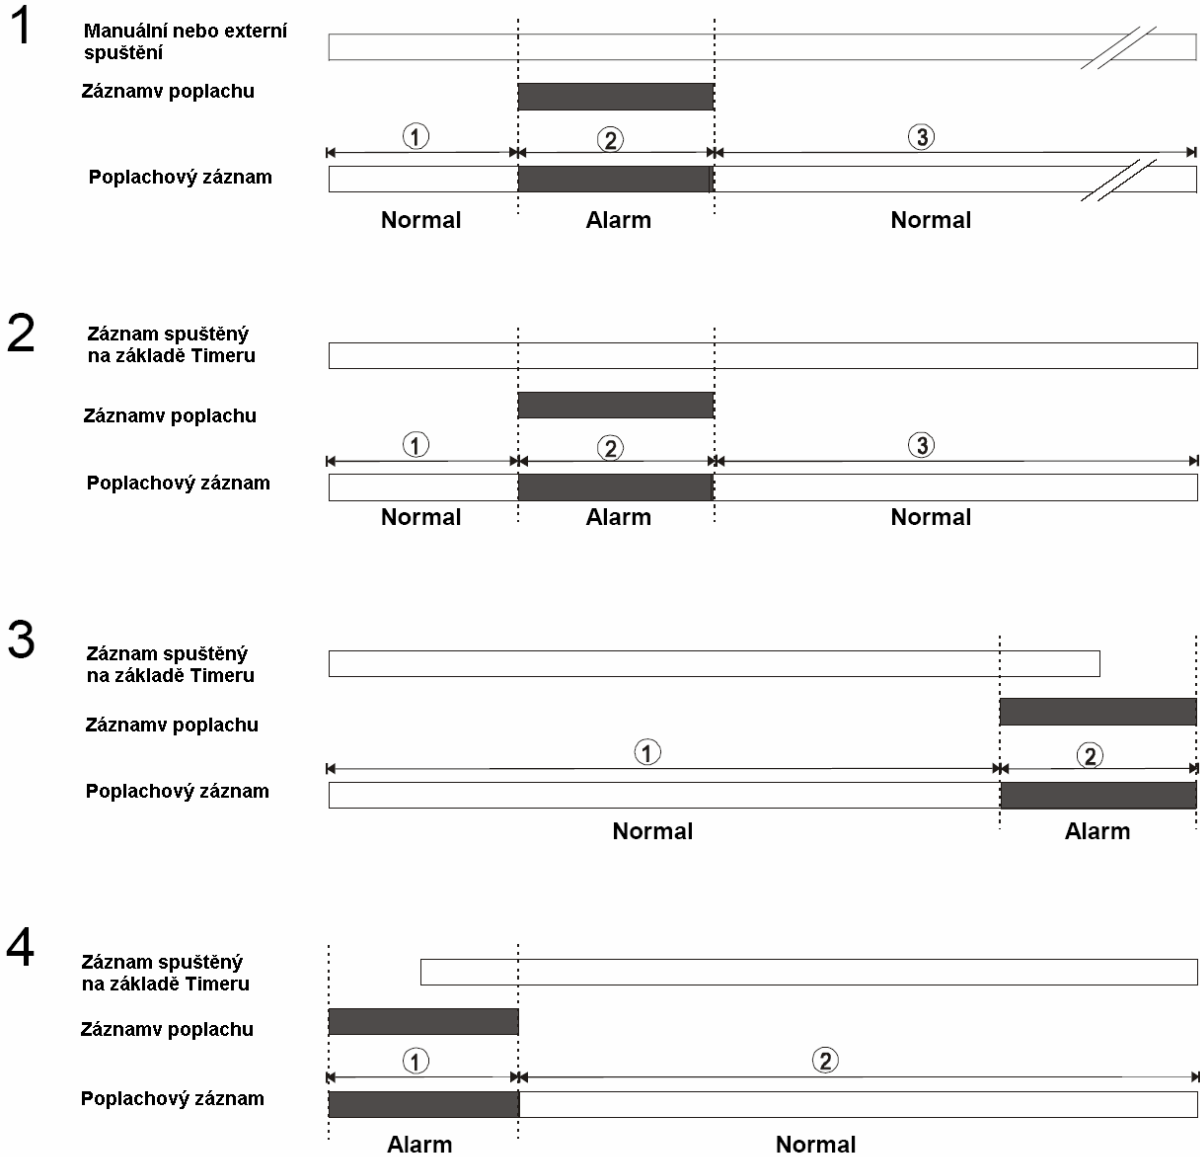 1
Manuální nebo externí
spuštění
Záznamv poplachu
1 2 3
Poplachový záznam
Normal Alarm Normal
2
Záznam spuštěný
na základě Timeru
Záznamv poplachu
1 2 3
Poplachový záznam
Normal Alarm Normal
3
Záznam spuštěný
na základě Timeru
Záznamv poplachu
1 2
Poplachový záznam
Normal Alarm
4
Záznam spuštěný
na základě Timeru
Záznamv poplachu
1 2
Poplachový záznam
Alarm Normal